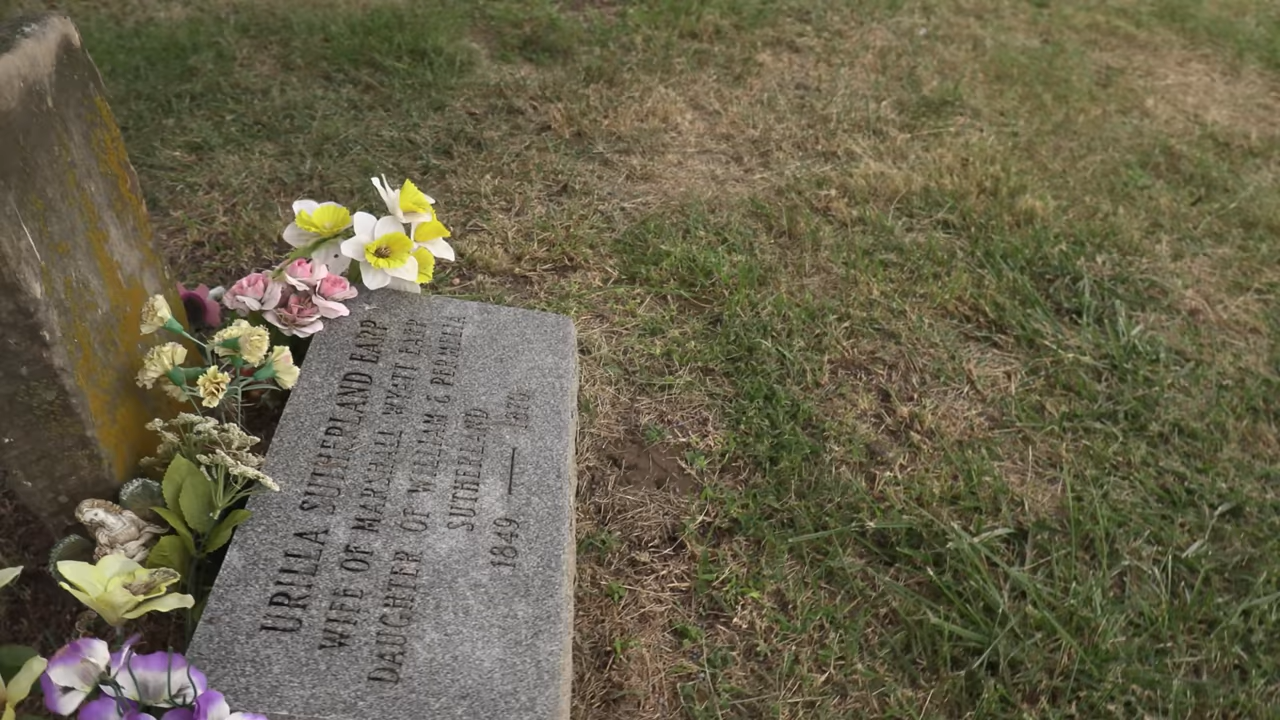 URILLA SUTHERLAND EARP
WIFE OF MARSHALL WYATT EARP
DAUGHTER OF WILLIAM & PERMELIA
SUTHERLAND
1849 — 1870